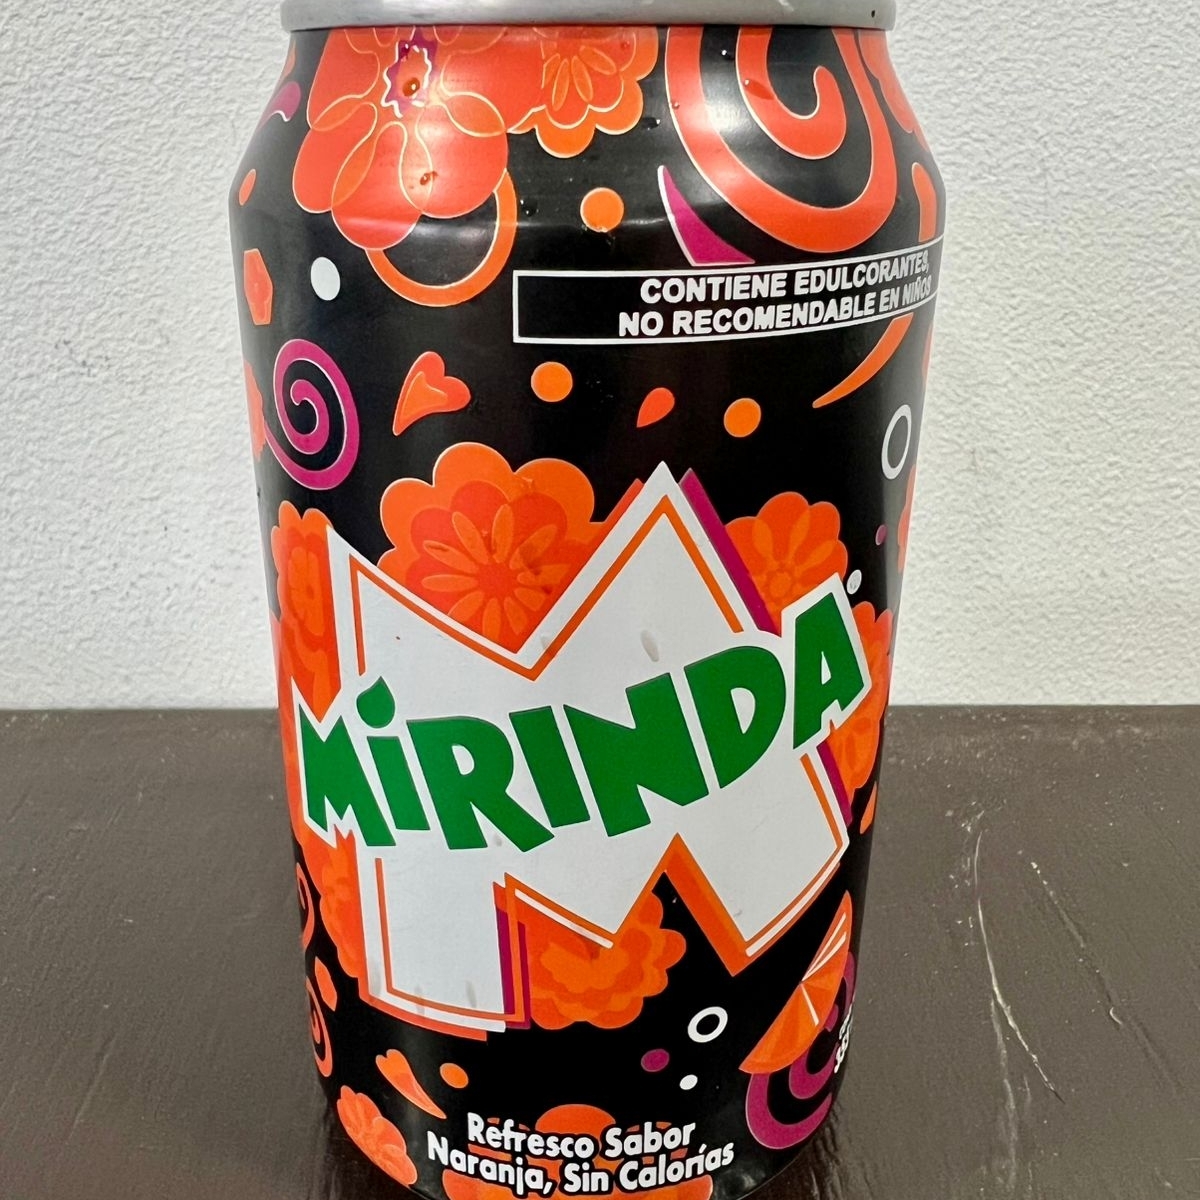 CONTIENE EDULCORANTES,
NO RECOMENDABLE EN NIÑOS
MiRINDA®
Refresco Sabor
Naranja, Sin Calorías